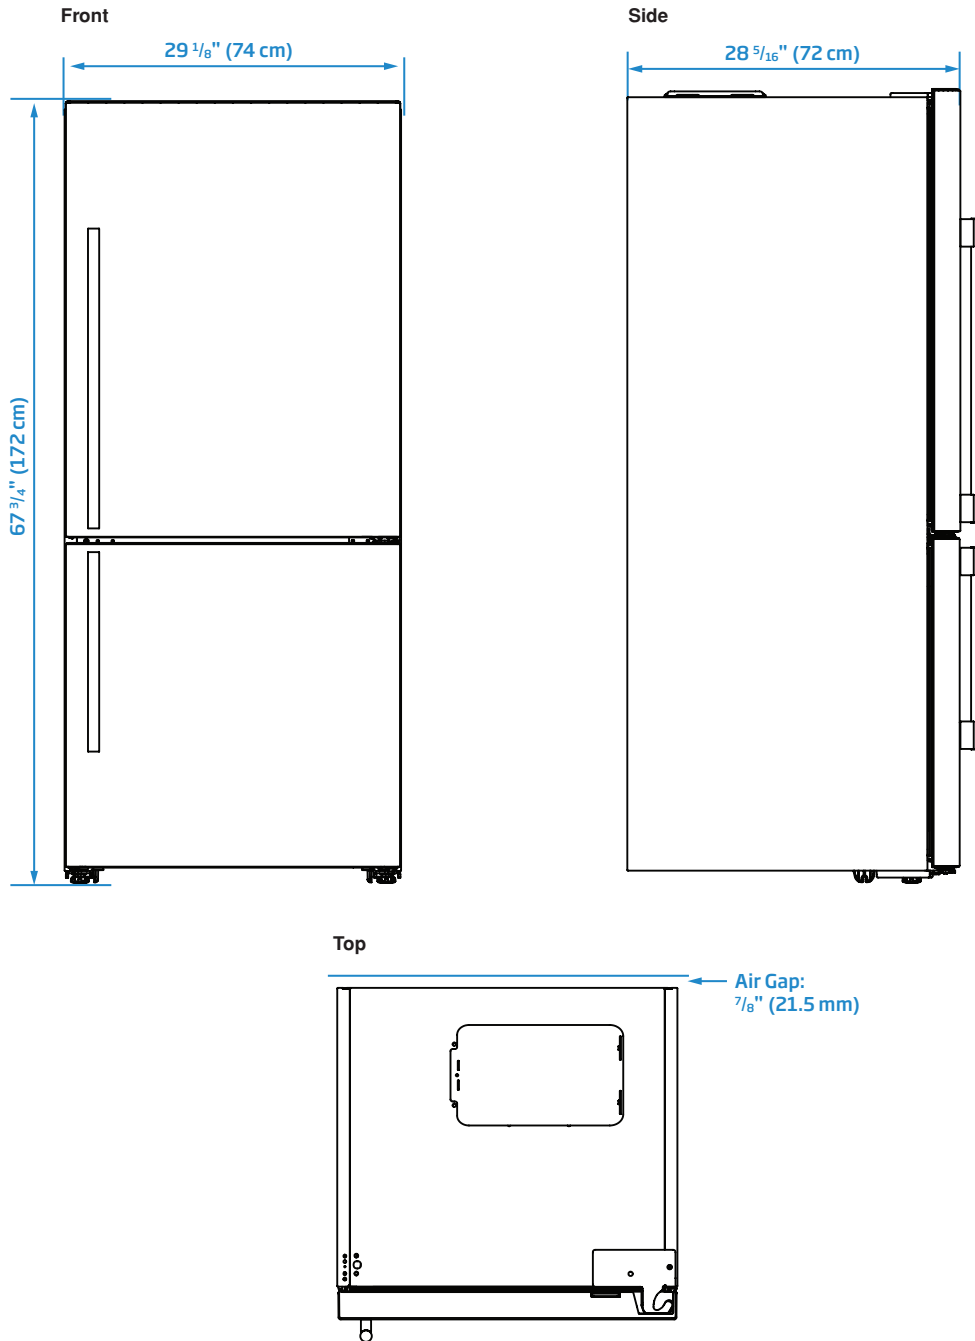 Front
Side
29 1/8" (74 cm)
28 5/16" (72 cm)
67 3/4" (172 cm)
Top
Air Gap:
7/8" (21.5 mm)